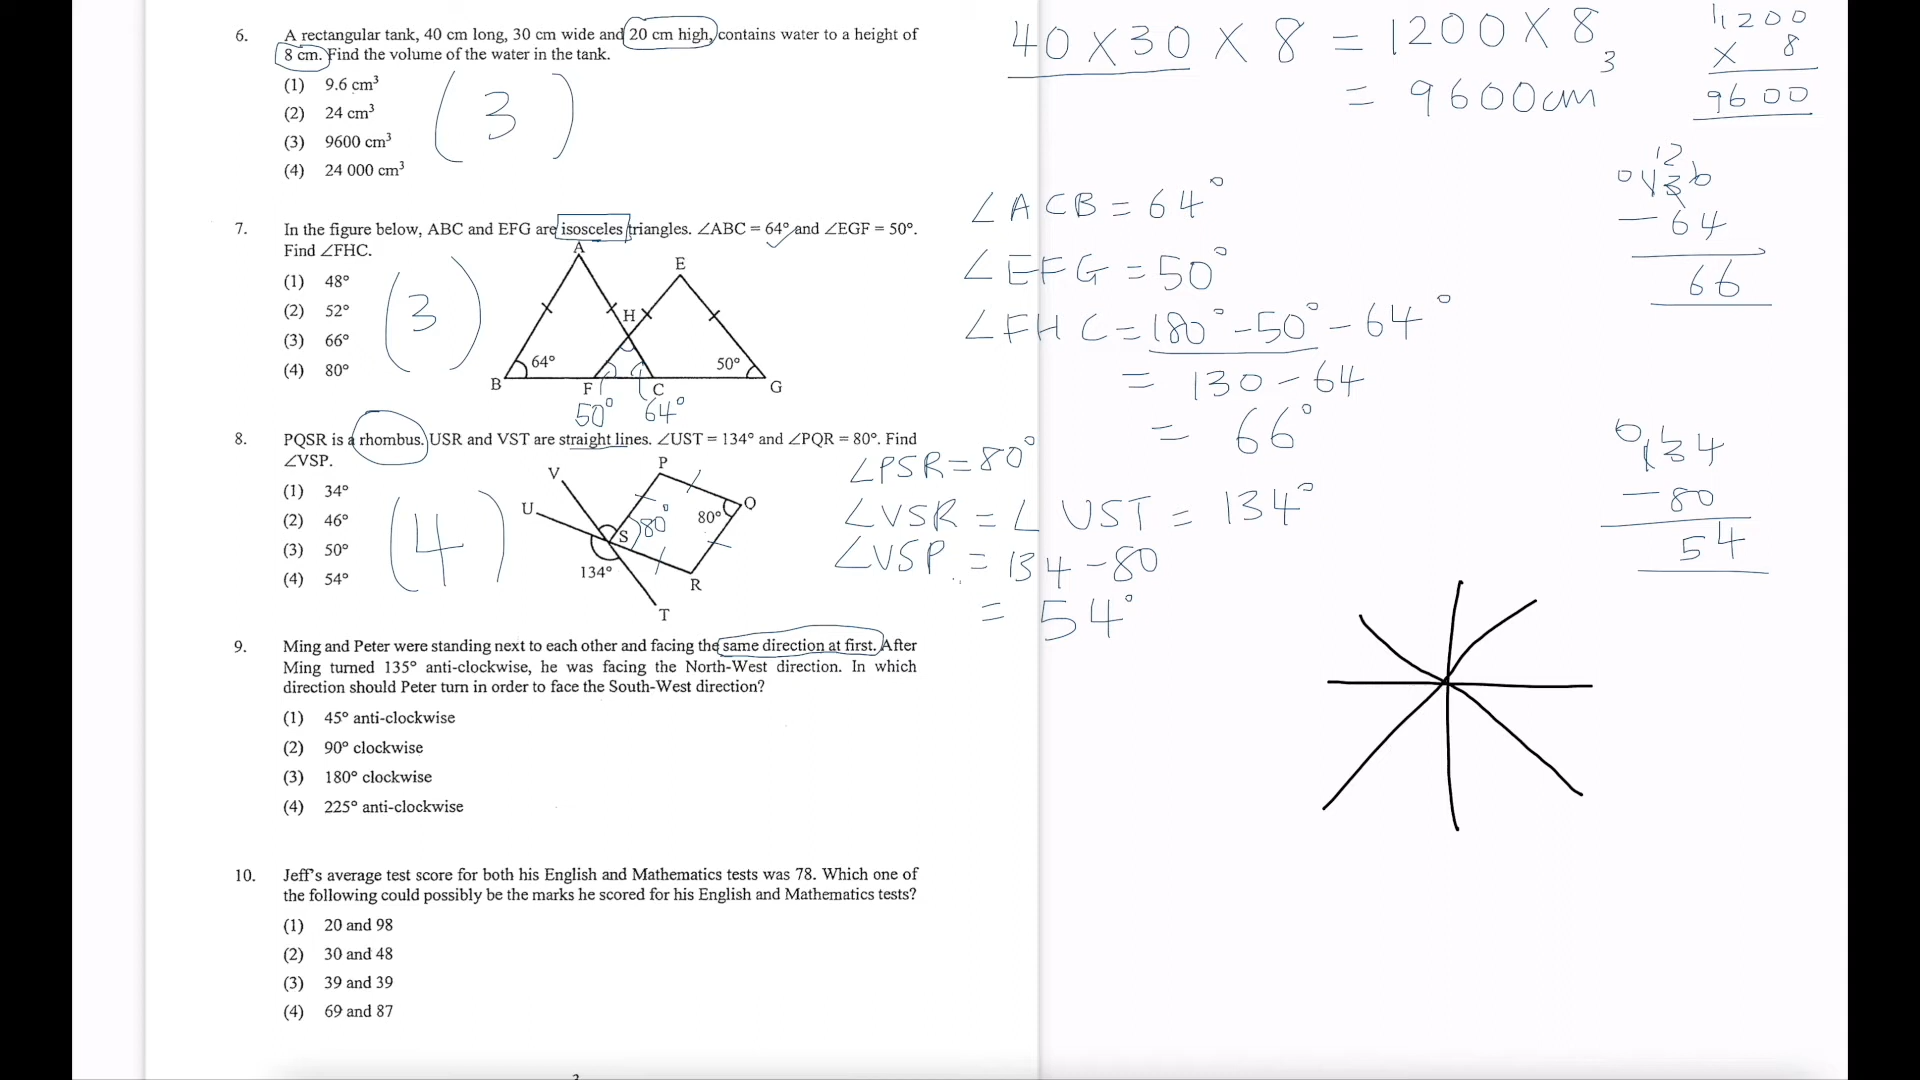 6. A rectangular tank, 40 cm long, 30 cm wide and 20 cm high, contains water to a height of
8 cm. Find the volume of the water in the tank.
(1) 9.6 cm³
(2) 24 cm³
(3) 9600 cm³
(4) 24 000 cm³
(3)
40 X 30 X 8 = 1200 X 8
= 9600cm³
1200
X 8
9600
7. In the figure below, ABC and EFG are isosceles triangles. ∠ABC = 64° and ∠EGF = 50°.
Find ∠FHC.
(1) 48°
(2) 52°
(3) 66°
(4) 80°
(3)
A
E
H
64°
50°
B
F
C
G
50°
64°
∠ACB = 64°
∠EFG = 50°
∠FHC = 180° - 50° - 64°
= 130 - 64
= 66°
12
0 130
- 64
66
8. PQSR is a rhombus. USR and VST are straight lines. ∠UST = 134° and ∠PQR = 80°. Find
∠VSP.
(1) 34°
(2) 46°
(3) 50°
(4) 54°
(4)
P
V
U
Q
S
80°
80°
134°
R
T
∠PSR = 80°
∠VSR = ∠UST = 134°
∠VSP = 134 - 80
= 54°
0 134
- 80
54
9. Ming and Peter were standing next to each other and facing the same direction at first. After
Ming turned 135° anti-clockwise, he was facing the North-West direction. In which
direction should Peter turn in order to face the South-West direction?
(1) 45° anti-clockwise
(2) 90° clockwise
(3) 180° clockwise
(4) 225° anti-clockwise
10. Jeff's average test score for both his English and Mathematics tests was 78. Which one of
the following could possibly be the marks he scored for his English and Mathematics tests?
(1) 20 and 98
(2) 30 and 48
(3) 39 and 39
(4) 69 and 87